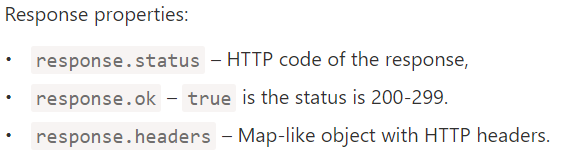 Response properties:
• response.status – HTTP code of the response,
• response.ok – true is the status is 200-299.
• response.headers – Map-like object with HTTP headers.